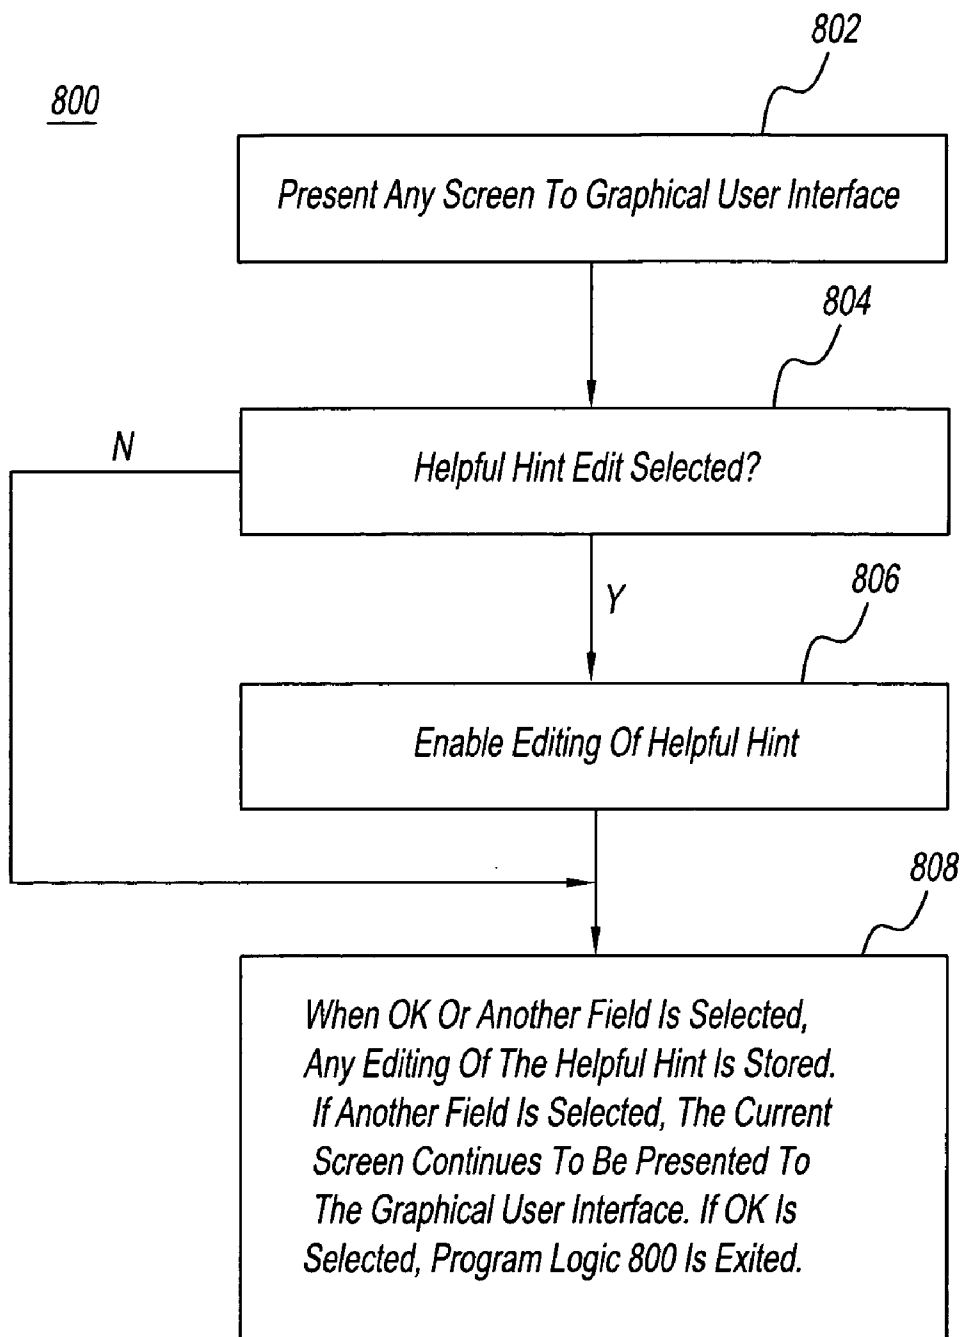 802
800
Present Any Screen To Graphical User Interface
804
N
Helpful Hint Edit Selected?
Y
806
Enable Editing Of Helpful Hint
808
When OK Or Another Field Is Selected,
Any Editing Of The Helpful Hint Is Stored.
If Another Field Is Selected, The Current
Screen Continues To Be Presented To
The Graphical User Interface. If OK Is
Selected, Program Logic 800 Is Exited.